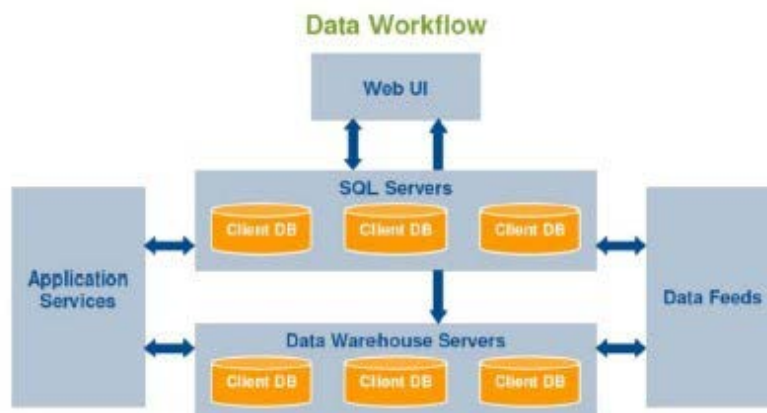 Data Workflow
Web UI
SQL Servers
Client DB
Client DB
Client DB
Application
Services
Data Feeds
Data Warehouse Servers
Client DB
Client DB
Client DB